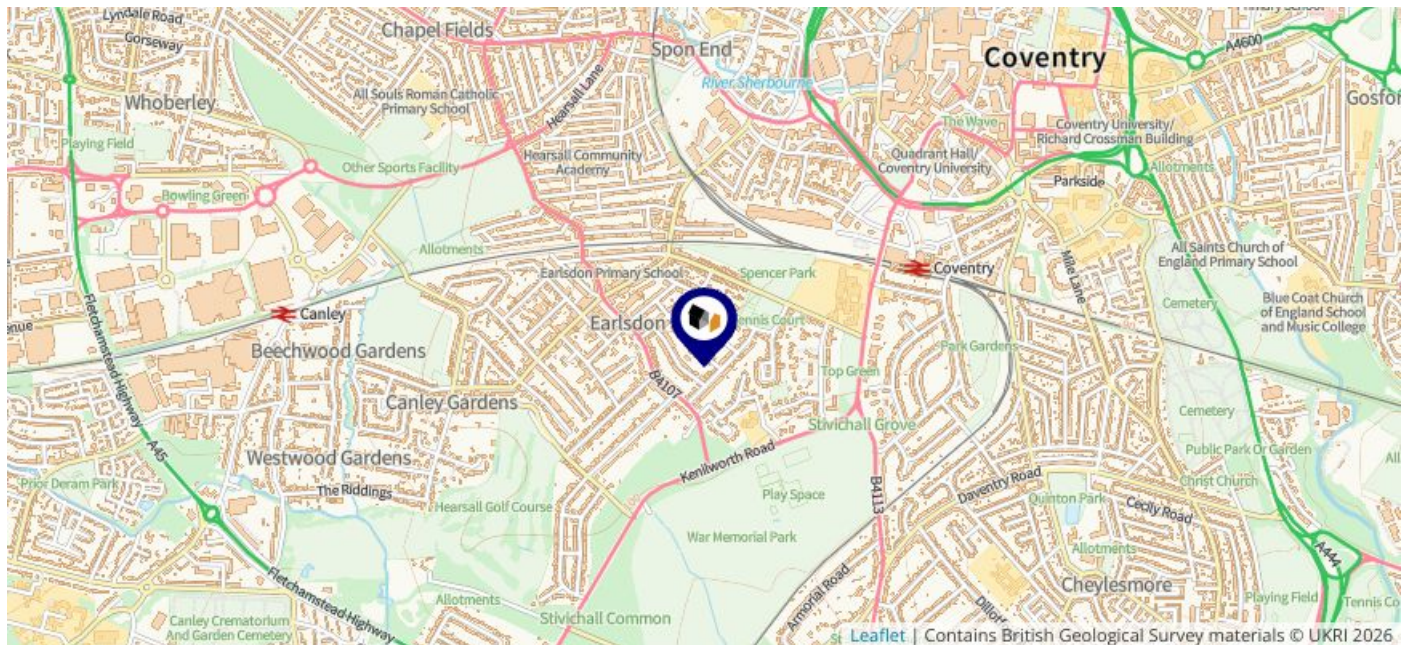 Lyndale Road
Gorseway
Chapel Fields
Spon End
Coventry
A4600
Primary School
Whoberley
All Souls Roman Catholic
Primary School
Hearsall Lane
River Sherbourne
The Wave
Coventry University/
Richard Crossman Building
Gosford
Playing Field
Other Sports Facility
Hearsall Community
Academy
Quadrant Hall/
Coventry University
Allotments
Parkside
Bowling Green
Allotments
Earlsdon Primary School
Spencer Park
Coventry
Mile Lane
All Saints Church of
England Primary School
Cemetery
Fletchamstead Highway
Canley
Earlsdon
Tennis Court
Blue Coat Church
of England School
and Music College
Beechwood Gardens
Park Gardens
B4107
Top Green
Canley Gardens
Cemetery
Stivichall Grove
A45
Westwood Gardens
Kenilworth Road
Public Park Or Garden
Prior Deram Park
The Riddings
Play Space
B4113
Daventry Road
Christ Church
Hearsall Golf Course
Quinton Park
Cecily Road
War Memorial Park
Allotments
A444
Fletchamstead Highway
Allotments
Armorial Road
Cheylesmore
Playing Field
Canley Crematorium
And Garden Cemetery
Stivichall Common
Tennis
Leaflet | Contains British Geological Survey materials © UKRI 2026